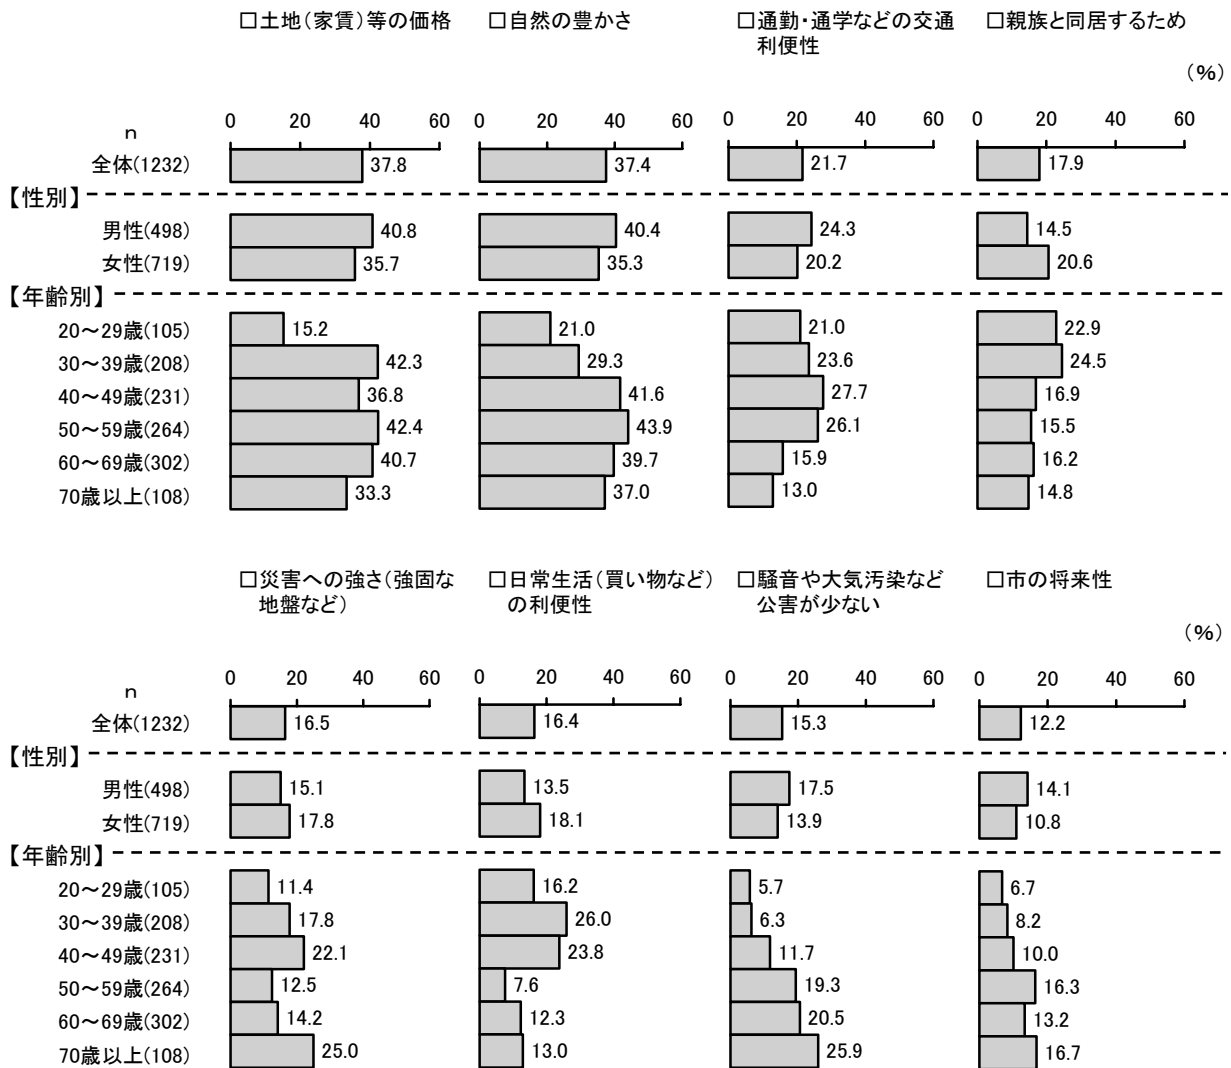 □土地(家賃)等の価格 □自然の豊かさ □通勤・通学などの交通 □親族と同居するため
利便性
(%)
n 0 20 40 60 0 20 40 60 0 20 40 60 0 20 40 60
全体(1232) 37.8 37.4 21.7 17.9
【性別】
男性(498) 40.8 40.4 24.3 14.5
女性(719) 35.7 35.3 20.2 20.6
【年齢別】
20~29歳(105) 15.2 21.0 21.0 22.9
30~39歳(208) 42.3 29.3 23.6 24.5
40~49歳(231) 36.8 41.6 27.7 16.9
50~59歳(264) 42.4 43.9 26.1 15.5
60~69歳(302) 40.7 39.7 15.9 16.2
70歳以上(108) 33.3 37.0 13.0 14.8
□災害への強さ(強固な □日常生活(買い物など) □騒音や大気汚染など □市の将来性
地盤など) の利便性 公害が少ない
(%)
n 0 20 40 60 0 20 40 60 0 20 40 60 0 20 40 60
全体(1232) 16.5 16.4 15.3 12.2
【性別】
男性(498) 15.1 13.5 17.5 14.1
女性(719) 17.8 18.1 13.9 10.8
【年齢別】
20~29歳(105) 11.4 16.2 5.7 6.7
30~39歳(208) 17.8 26.0 6.3 8.2
40~49歳(231) 22.1 23.8 11.7 10.0
50~59歳(264) 12.5 7.6 19.3 16.3
60~69歳(302) 14.2 12.3 20.5 13.2
70歳以上(108) 25.0 13.0 25.9 16.7